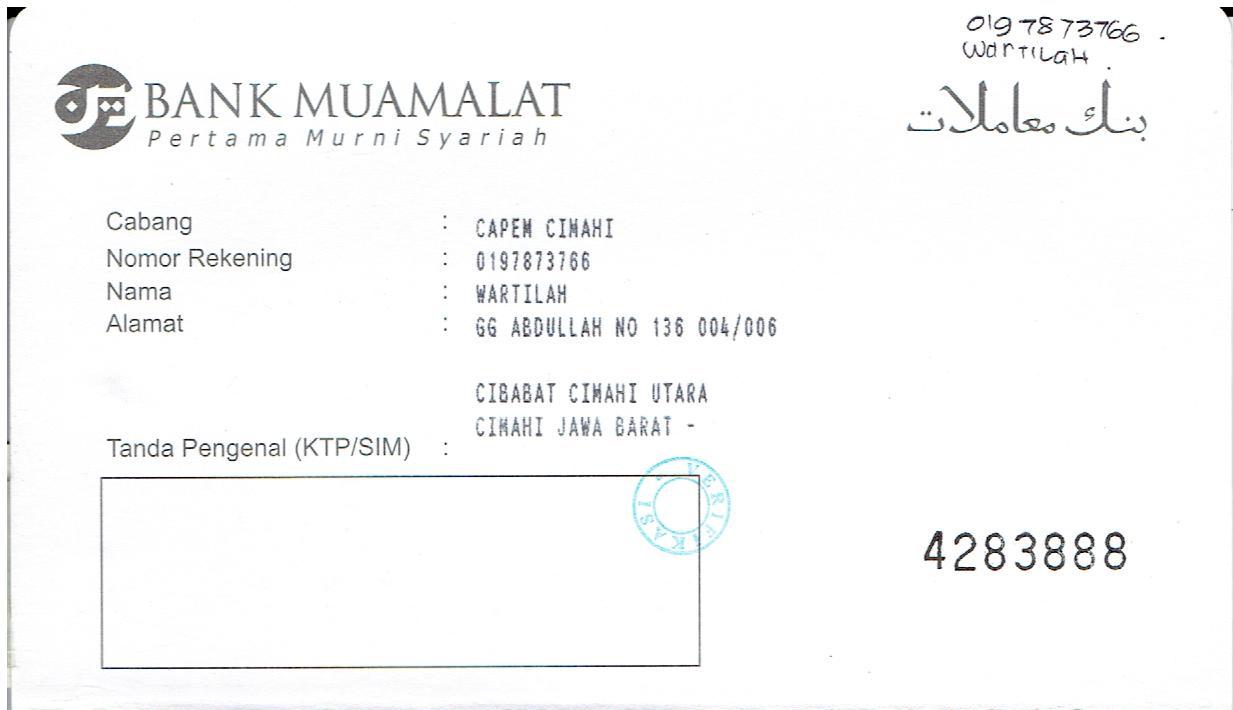 0197873766 .
Wartilah .
BANK MUAMALAT
Pertama Murni Syariah
بنك معاملات
Cabang : CAPEM CIMAHI
Nomor Rekening : 0197873766
Nama : WARTILAH
Alamat : GG ABDULLAH NO 136 004/006
CIBABAT CIMAHI UTARA
CIMAHI JAWA BARAT -
Tanda Pengenal (KTP/SIM) :
VERIFIKASI
4283888